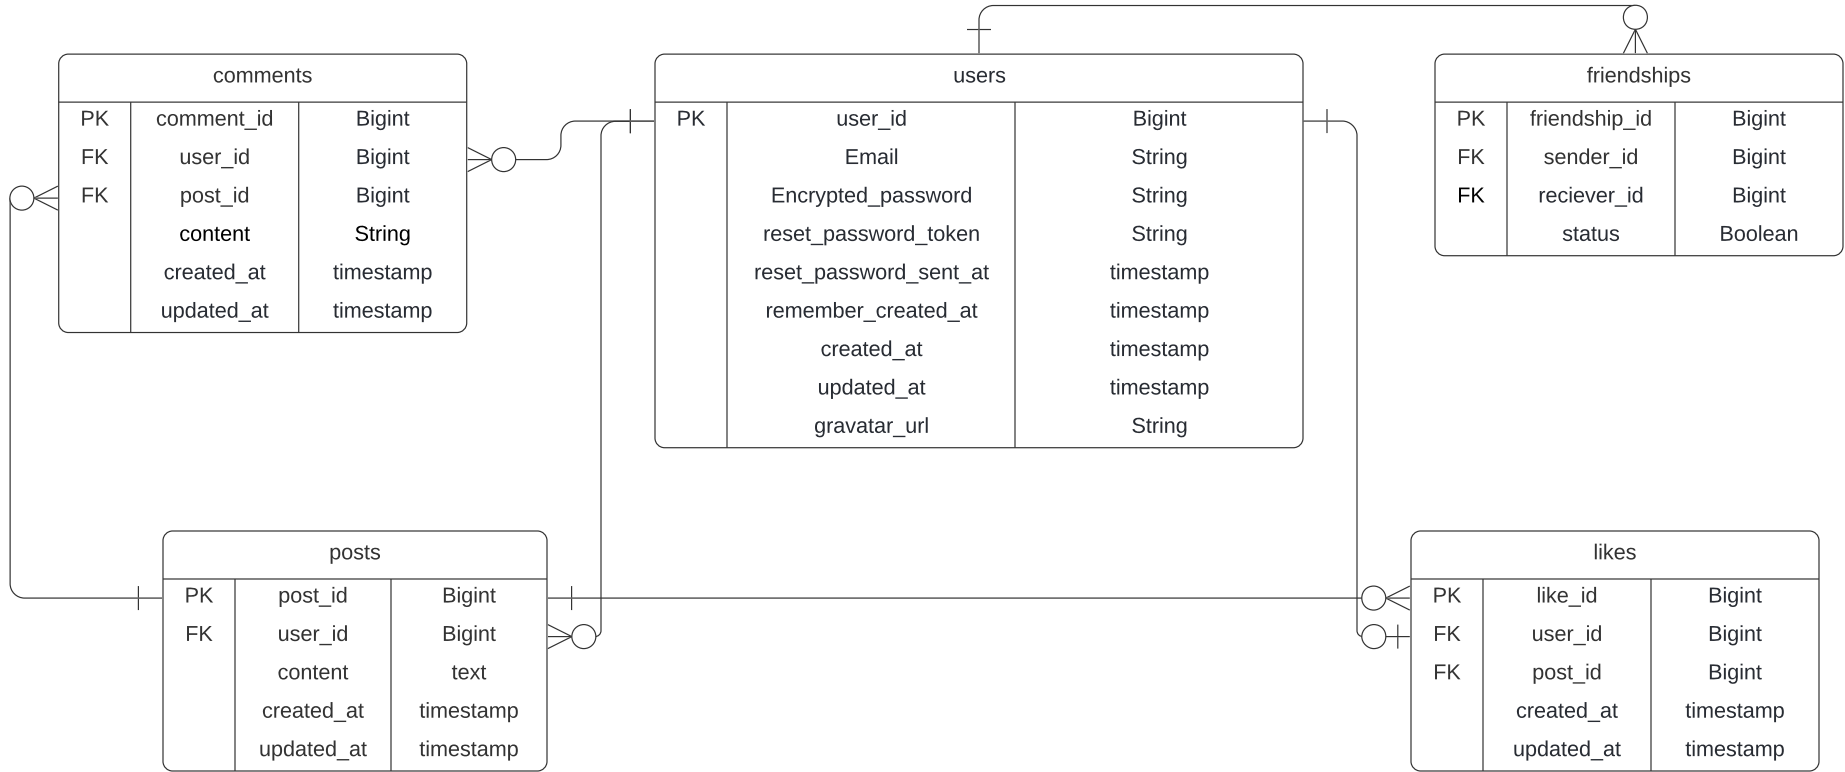 comments
PK comment_id Bigint
FK user_id Bigint
FK post_id Bigint
content String
created_at timestamp
updated_at timestamp
users
PK user_id Bigint
Email String
Encrypted_password String
reset_password_token String
reset_password_sent_at timestamp
remember_created_at timestamp
created_at timestamp
updated_at timestamp
gravatar_url String
friendships
PK friendship_id Bigint
FK sender_id Bigint
FK reciever_id Bigint
status Boolean
posts
PK post_id Bigint
FK user_id Bigint
content text
created_at timestamp
updated_at timestamp
likes
PK like_id Bigint
FK user_id Bigint
FK post_id Bigint
created_at timestamp
updated_at timestamp